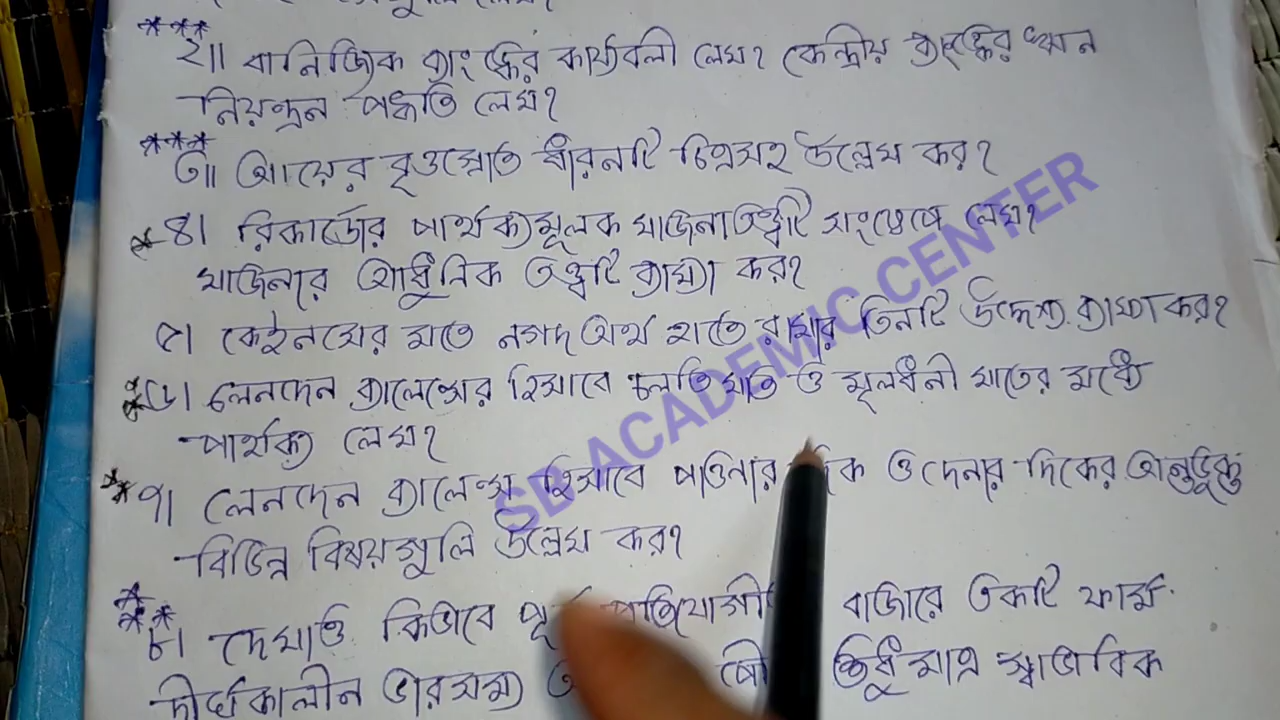 ***
২॥ বানিজ্যিক ব্যাংঙ্কের কার্যাবলী লেখ? কেন্দ্রীয় ব্যাঙ্কের ঋন
নিয়ন্ত্রন পদ্ধতি লেখ?
***
৩॥ আয়ের বৃত্তস্রোত ধারনাটি চিত্রসহ উল্লেখ কর?
* ৪। রিকার্ডোর পার্থক্যমূলক খাজনাতত্ত্বটি সংক্ষেপে লেখ?
খাজনার আধুনিক তত্ত্বটি ব্যাখ্যা কর?
৫। কেইনসের মতে নগদ অর্থ হাতে রাখার তিনটি উদ্দেশ্য ব্যাখ্যা কর?
** ৬। লেনদেন ব্যালেন্সের হিসাবে চলতি খাত ও মূলধনী খাতের মধ্যে
পার্থক্য লেখ?
** ৭। লেনদেন ব্যালেন্স হিসাবে পাওনার দিক ও দেনার দিকের অন্তর্ভুক্ত
বিভিন্ন বিষয়গুলি উল্লেখ কর?
***
৮। দেখাও কিভাবে বাজারে একটি ফার্ম
দীর্ঘকালীন ভারসাম্য শুধুমাত্র স্বাভাবিক
SB ACADEMIC CENTER